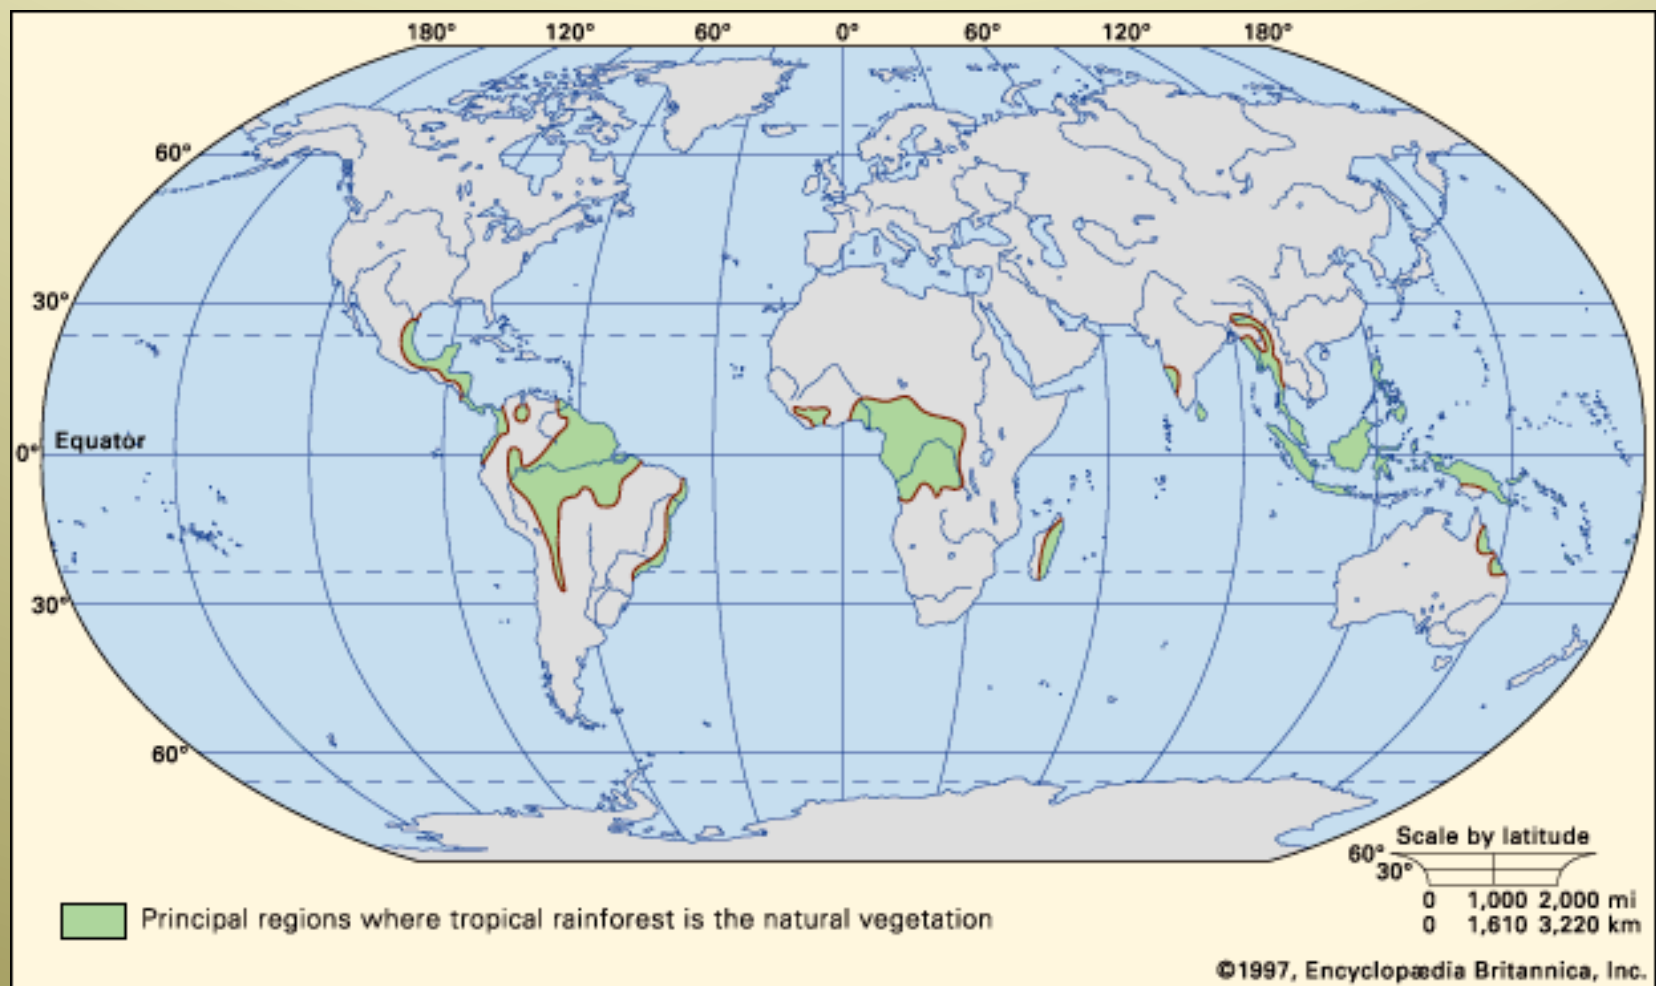 180° 120° 60° 0° 60° 120° 180°
60°
30°
Equator
0°
30°
60°
Scale by latitude
60°
30°
0 1,000 2,000 mi
0 1,610 3,220 km
Principal regions where tropical rainforest is the natural vegetation
©1997, Encyclopædia Britannica, Inc.